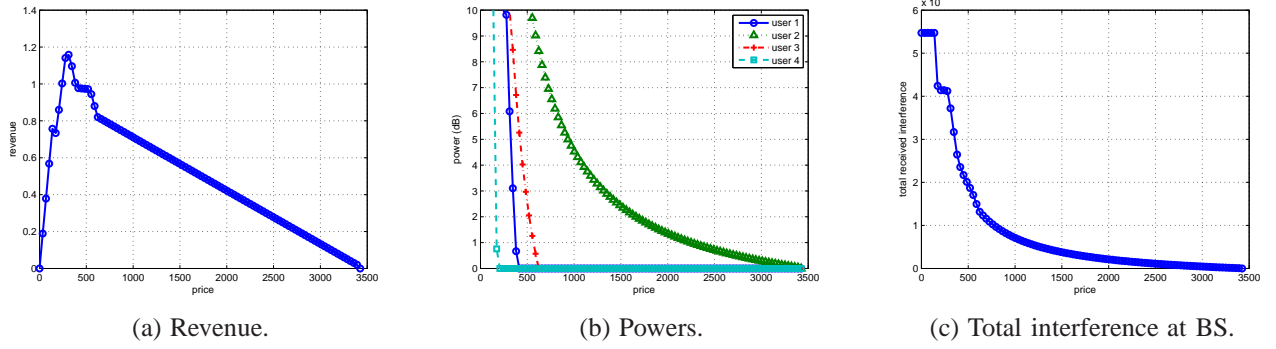 1.4
1.2
1
0.8
0.6
0.4
0.2
0
0 500 1000 1500 2000 2500 3000 3500
revenue
price
(a) Revenue.
10
9
8
7
6
5
4
3
2
1
0
0 500 1000 1500 2000 2500 3000 3500
power (dB)
price
user 1
user 2
user 3
user 4
(b) Powers.
6
5
4
3
2
1
0
0 500 1000 1500 2000 2500 3000 3500
total received interference
price
(c) Total interference at BS.